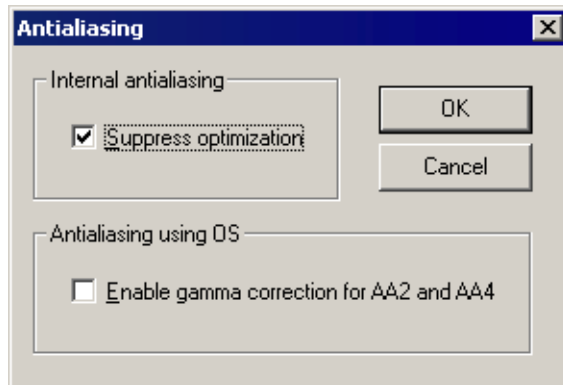 Antialiasing
Internal antialiasing
Suppress optimization
OK
Cancel
Antialiasing using OS
Enable gamma correction for AA2 and AA4